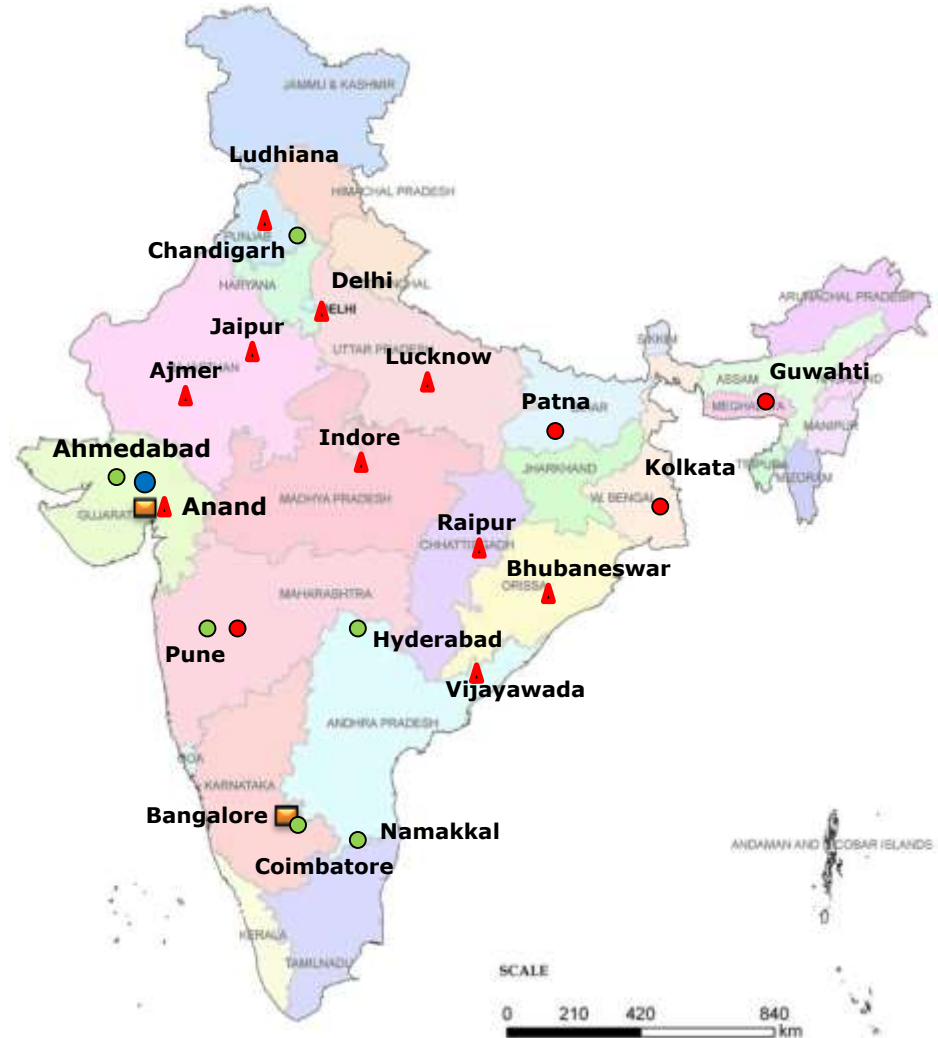 JAMMU & KASHMIR
Ludhiana
HIMACHAL PRADESH
PUNJAB
Chandigarh
Delhi
HARYANA
DELHI
ARUNACHAL PRADESH
Jaipur
UTTAR PRADESH
Lucknow
SIKKIM
Ajmer
ASSAM
Guwahti
Patna
MEGHALAYA
MANIPUR
Indore
Ahmedabad
JHARKHAND
Kolkata
TRIPURA
MIZORAM
MADHYA PRADESH
W. BENGAL
GUJARAT
Anand
Raipur
CHHATTISGADH
Bhubaneswar
ORISSA
MAHARASHTRA
Pune
Hyderabad
Vijayawada
ANDHRA PRADESH
GOA
KARNATAKA
Bangalore
Namakkal
ANDAMAN AND NICOBAR ISLANDS
Coimbatore
KERALA
TAMILNADU
SCALE
0 210 420 840
km